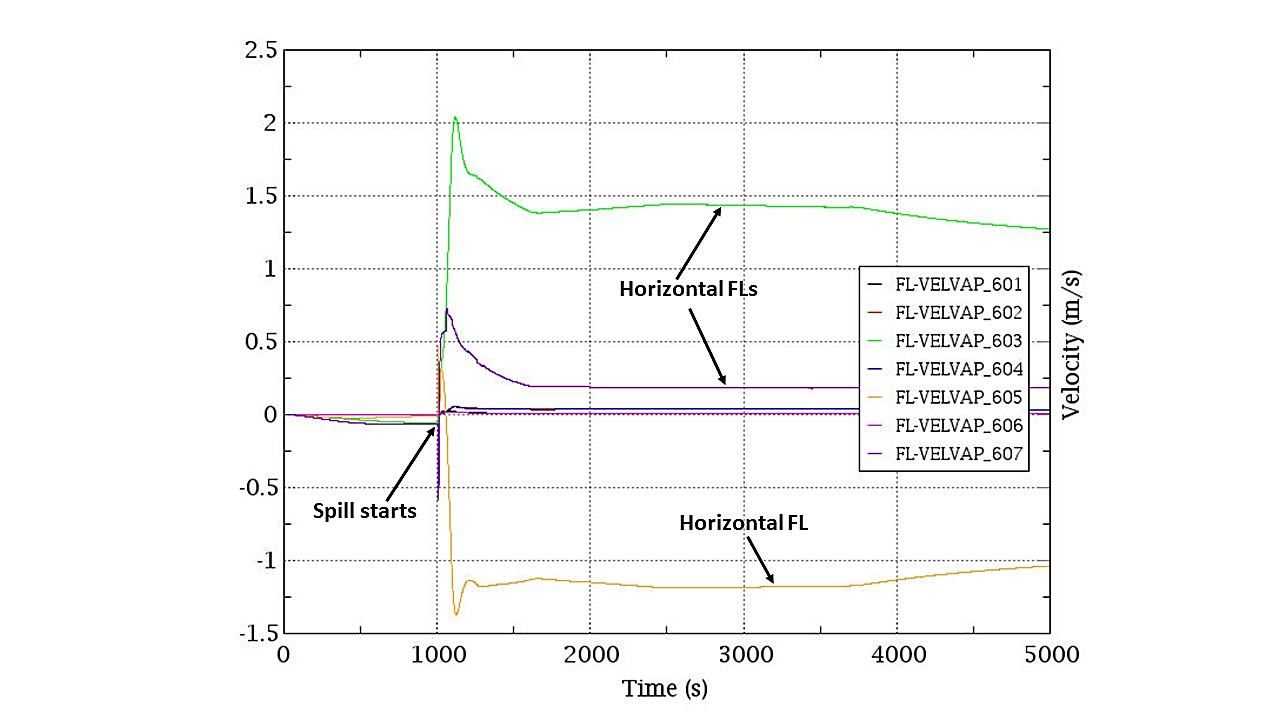 2.5
2
1.5
1
0.5
0
-0.5
-1
-1.5
0 1000 2000 3000 4000 5000
Time (s)
Velocity (m/s)
Horizontal FLs
Spill starts
Horizontal FL
FL-VELVAP_601
FL-VELVAP_602
FL-VELVAP_603
FL-VELVAP_604
FL-VELVAP_605
FL-VELVAP_606
FL-VELVAP_607